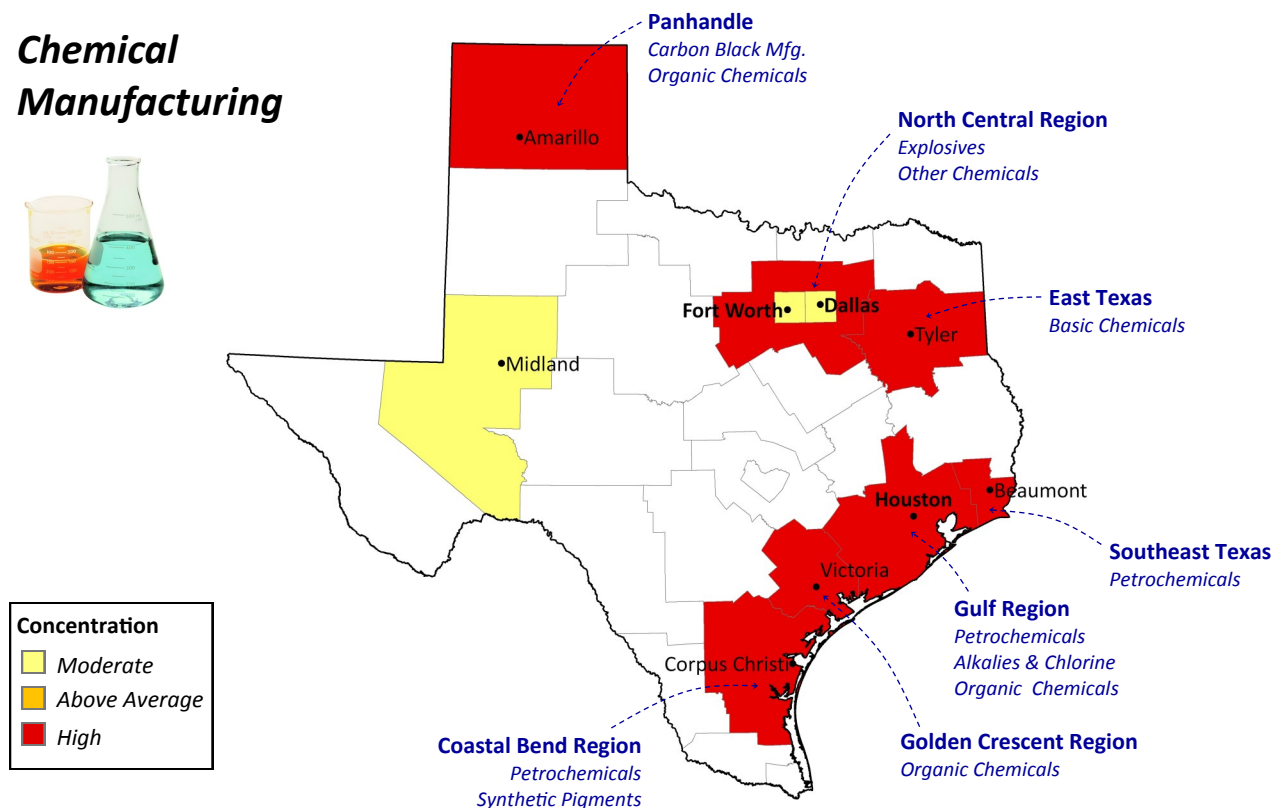 Chemical
Manufacturing
Panhandle
Carbon Black Mfg.
Organic Chemicals
Amarillo
North Central Region
Explosives
Other Chemicals
Fort Worth
Dallas
East Texas
Basic Chemicals
Tyler
Midland
Beaumont
Houston
Southeast Texas
Petrochemicals
Victoria
Gulf Region
Petrochemicals
Alkalies & Chlorine
Organic Chemicals
Corpus Christi
Golden Crescent Region
Organic Chemicals
Coastal Bend Region
Petrochemicals
Synthetic Pigments
Concentration
Moderate
Above Average
High